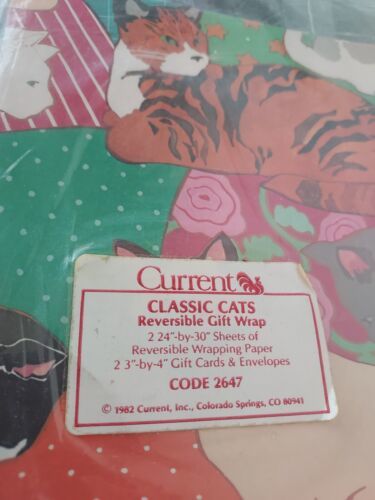 Current
CLASSIC CATS
Reversible Gift Wrap
2 24"-by-30" Sheets of
Reversible Wrapping Paper
2 3"-by-4" Gift Cards & Envelopes
CODE 2647
© 1982 Current, Inc., Colorado Springs, CO 80941